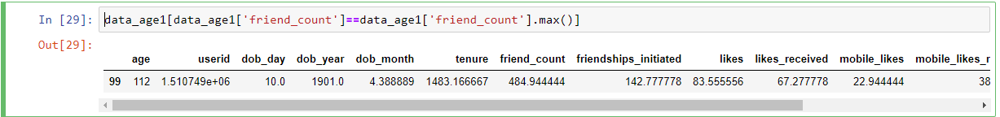 In [29]: data_age1[data_age1['friend_count']==data_age1['friend_count'].max()]
Out[29]:
age userid dob_day dob_year dob_month tenure friend_count friendships_initiated likes likes_received mobile_likes mobile_likes_r
99 112 1.510749e+06 10.0 1901.0 4.388889 1483.166667 484.944444 142.777778 83.555556 67.277778 22.944444 38